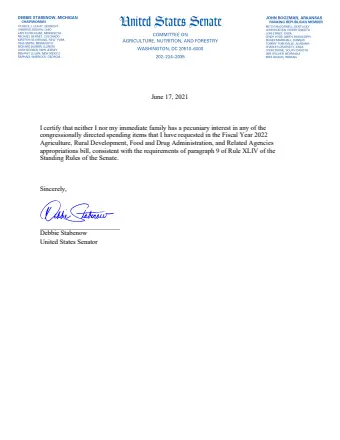 DEBBIE STABENOW, MICHIGAN
CHAIRWOMAN
United States Senate
COMMITTEE ON
AGRICULTURE, NUTRITION, AND FORESTRY
WASHINGTON, DC 20510-6000
202-224-2035
JOHN BOOZMAN, ARKANSAS
RANKING REPUBLICAN MEMBER
June 17, 2021
I certify that neither I nor my immediate family has a pecuniary interest in any of the
congressionally directed spending items that I have requested in the Fiscal Year 2022
Agriculture, Rural Development, Food and Drug Administration, and Related Agencies
appropriations bill, consistent with the requirements of paragraph 9 of Rule XLIV of the
Standing Rules of the Senate.
Sincerely,
Debbie Stabenow
Debbie Stabenow
United States Senator